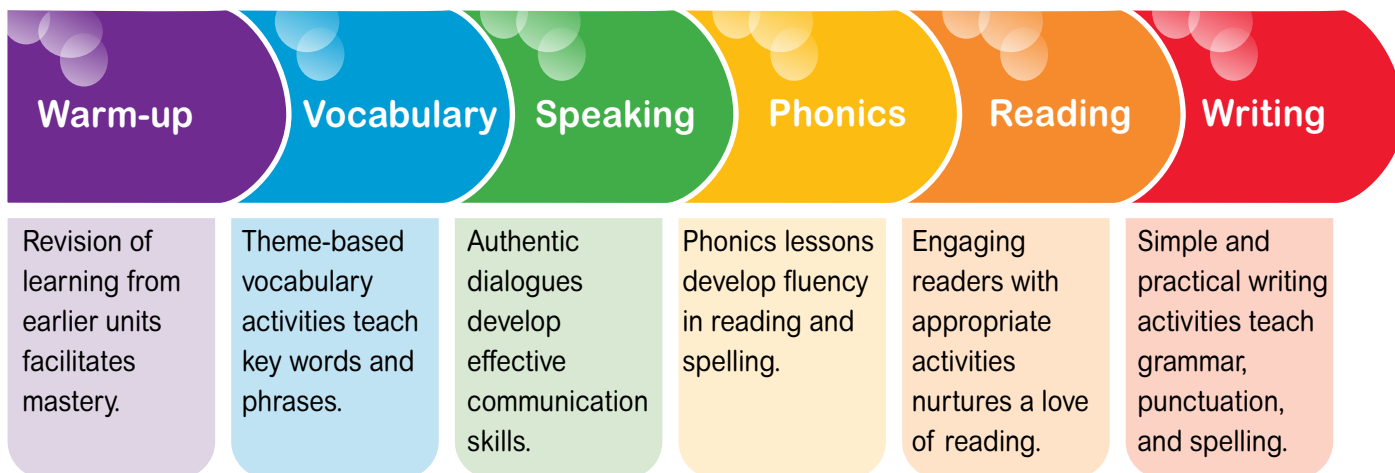 Warm-up
Revision of
learning from
earlier units
facilitates
mastery.
Vocabulary
Theme-based
vocabulary
activities teach
key words and
phrases.
Speaking
Authentic
dialogues
develop
effective
communication
skills.
Phonics
Phonics lessons
develop fluency
in reading and
spelling.
Reading
Engaging
readers with
appropriate
activities
nurtures a love
of reading.
Writing
Simple and
practical writing
activities teach
grammar,
punctuation,
and spelling.